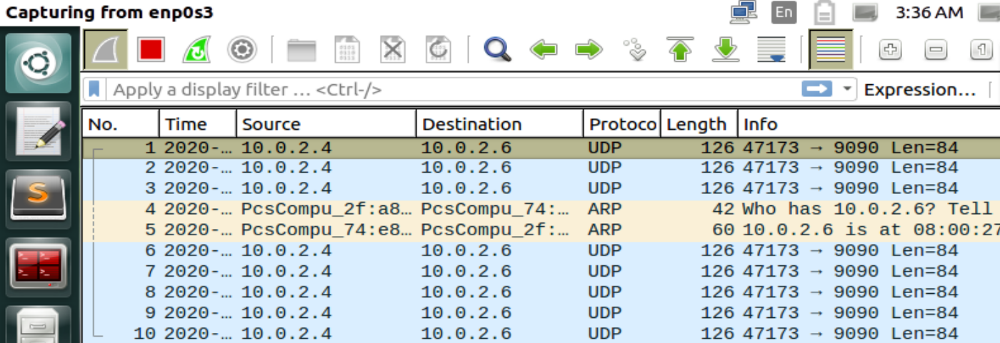 Capturing from enp0s3 En 3:36 AM
1
Apply a display filter … <Ctrl-/> Expression…
No. Time Source Destination Protoco Length Info
1 2020-… 10.0.2.4 10.0.2.6 UDP 126 47173 → 9090 Len=84
2 2020-… 10.0.2.4 10.0.2.6 UDP 126 47173 → 9090 Len=84
3 2020-… 10.0.2.4 10.0.2.6 UDP 126 47173 → 9090 Len=84
4 2020-… PcsCompu_2f:a8… PcsCompu_74:… ARP 42 Who has 10.0.2.6? Tell
5 2020-… PcsCompu_74:e8… PcsCompu_2f:… ARP 60 10.0.2.6 is at 08:00:27
6 2020-… 10.0.2.4 10.0.2.6 UDP 126 47173 → 9090 Len=84
7 2020-… 10.0.2.4 10.0.2.6 UDP 126 47173 → 9090 Len=84
8 2020-… 10.0.2.4 10.0.2.6 UDP 126 47173 → 9090 Len=84
9 2020-… 10.0.2.4 10.0.2.6 UDP 126 47173 → 9090 Len=84
10 2020-… 10.0.2.4 10.0.2.6 UDP 126 47173 → 9090 Len=84